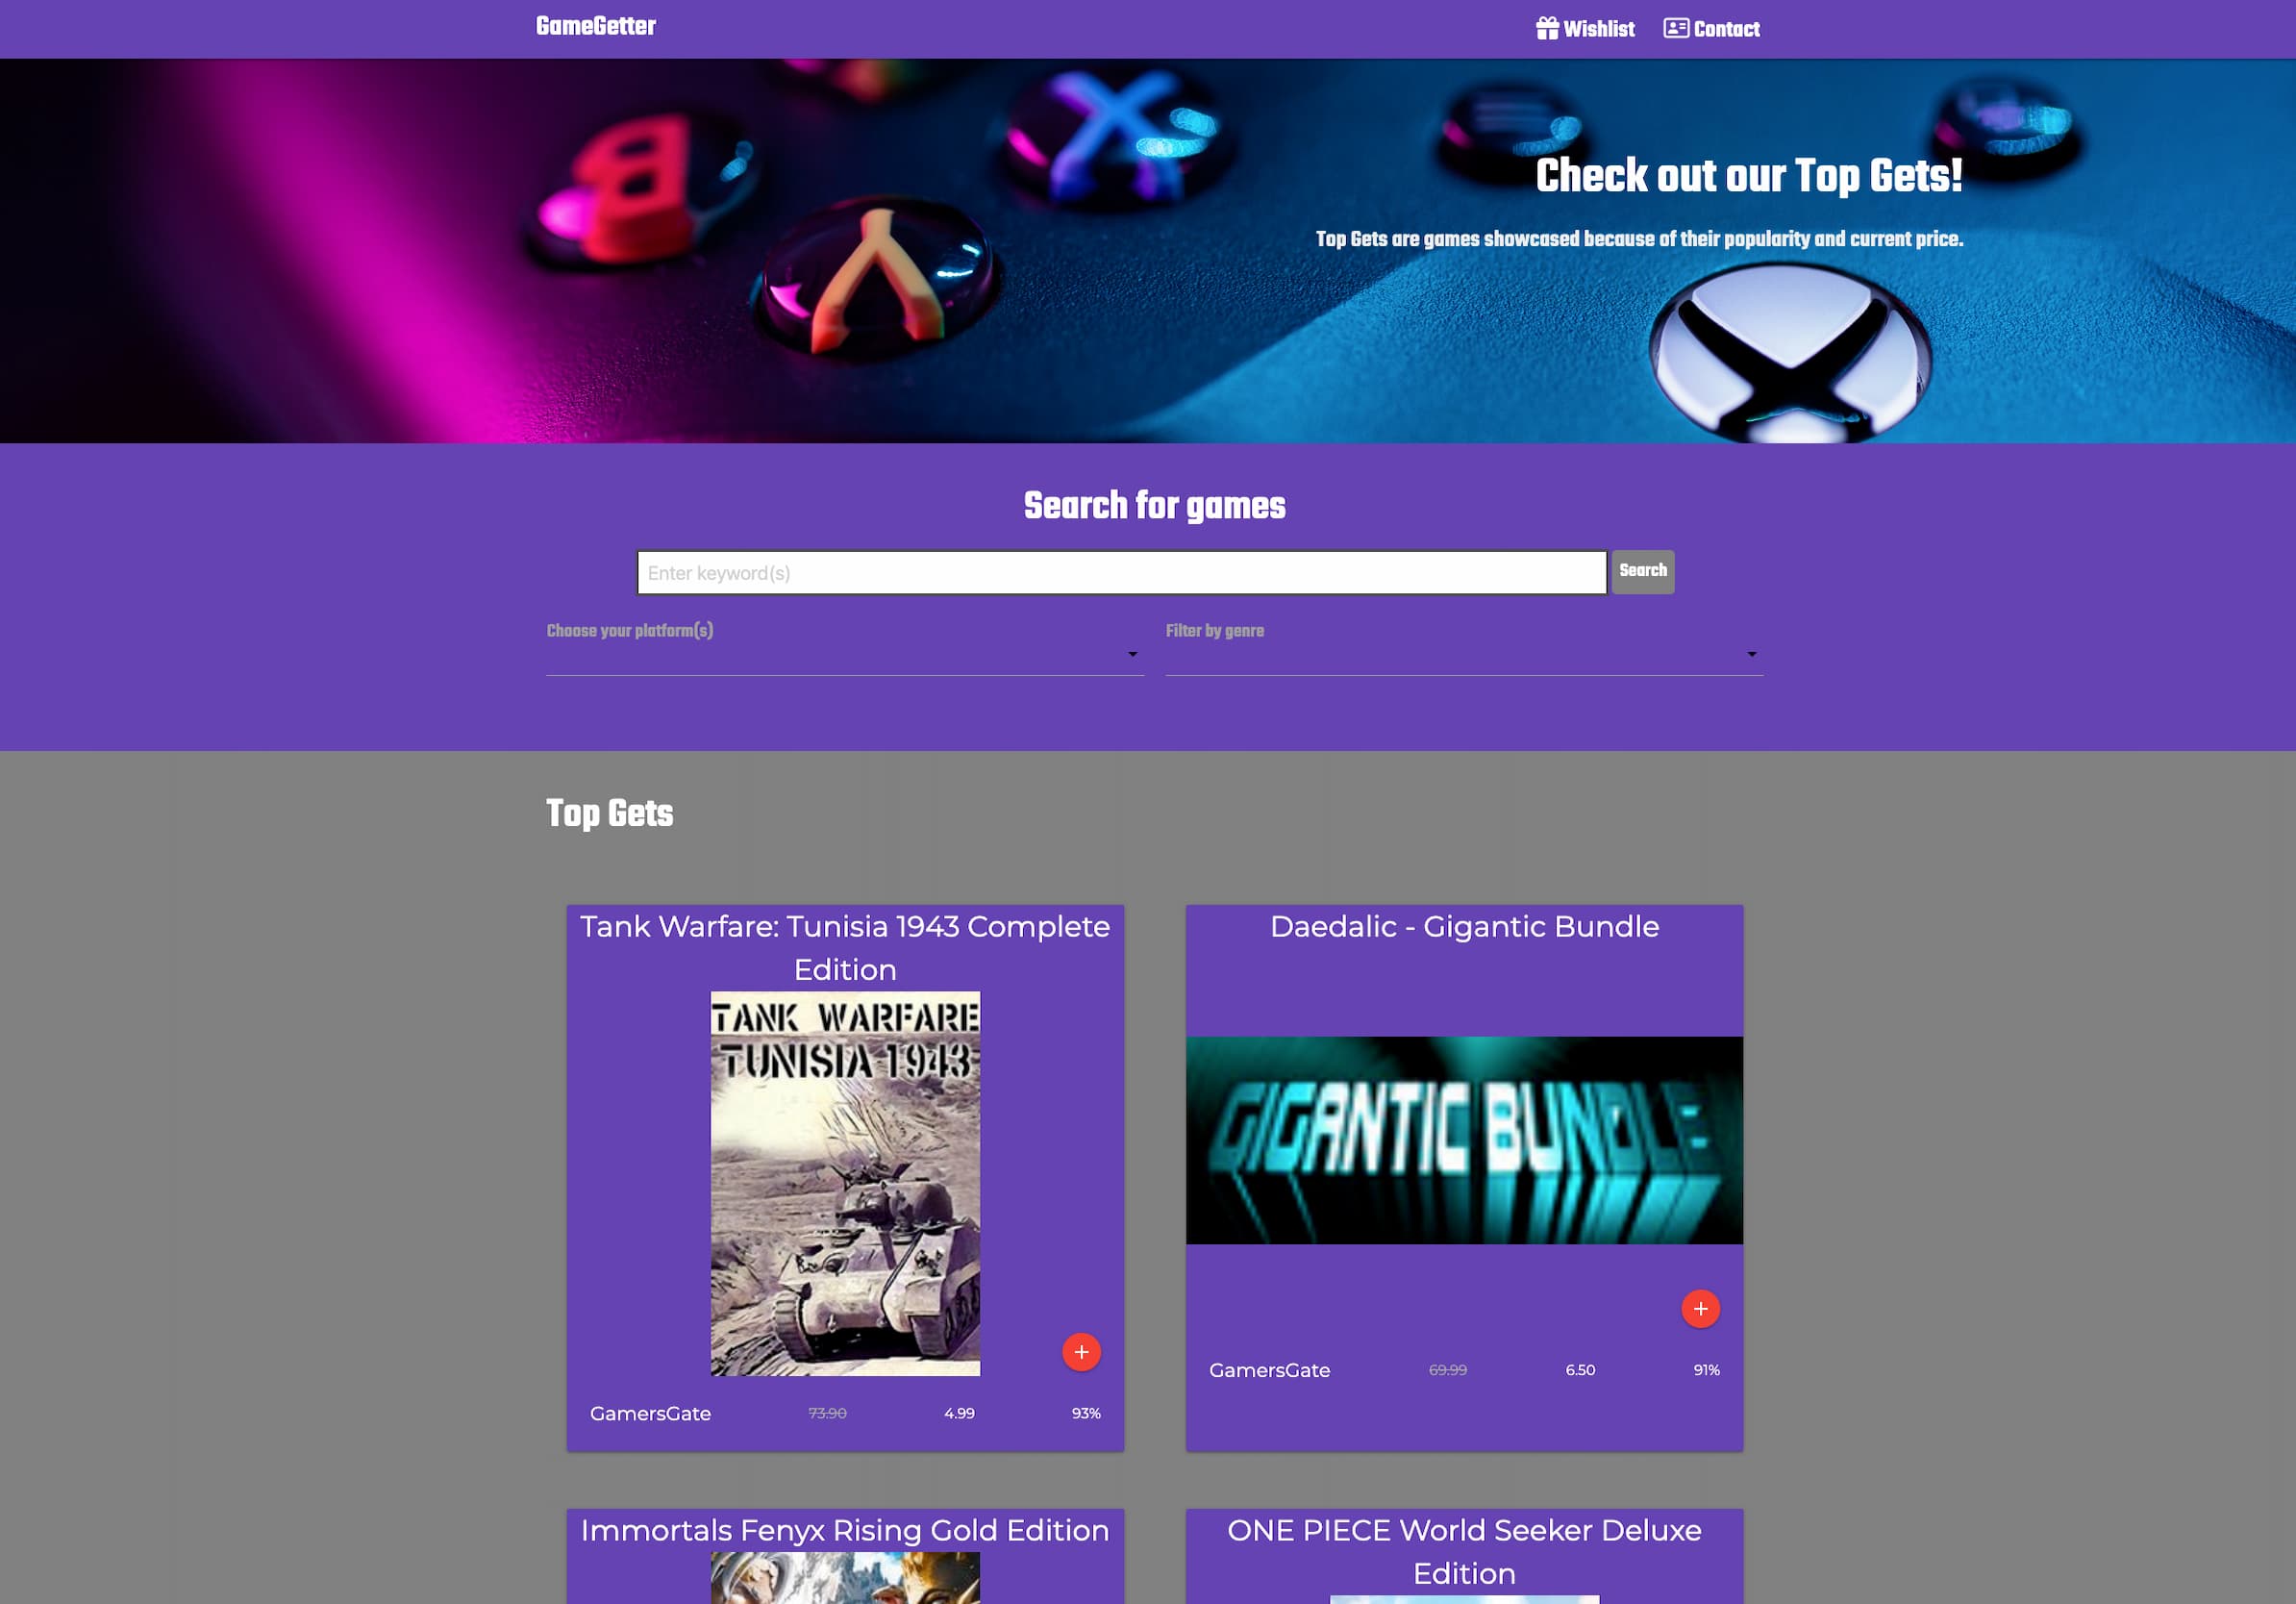 GameGetter
Wishlist
Contact
B
X
Check out our Top Gets!
Top Gets are games showcased because of their popularity and current price.
Search for games
Enter keyword(s)
Search
Choose your platform(s)
Filter by genre
Top Gets
Tank Warfare: Tunisia 1943 Complete
Edition
TANK WARFARE
TUNISIA 1943
GamersGate
73.90
4.99
93%
Daedalic - Gigantic Bundle
GIGANTIC BUNDLE
GamersGate
69.99
6.50
91%
Immortals Fenyx Rising Gold Edition
ONE PIECE World Seeker Deluxe
Edition